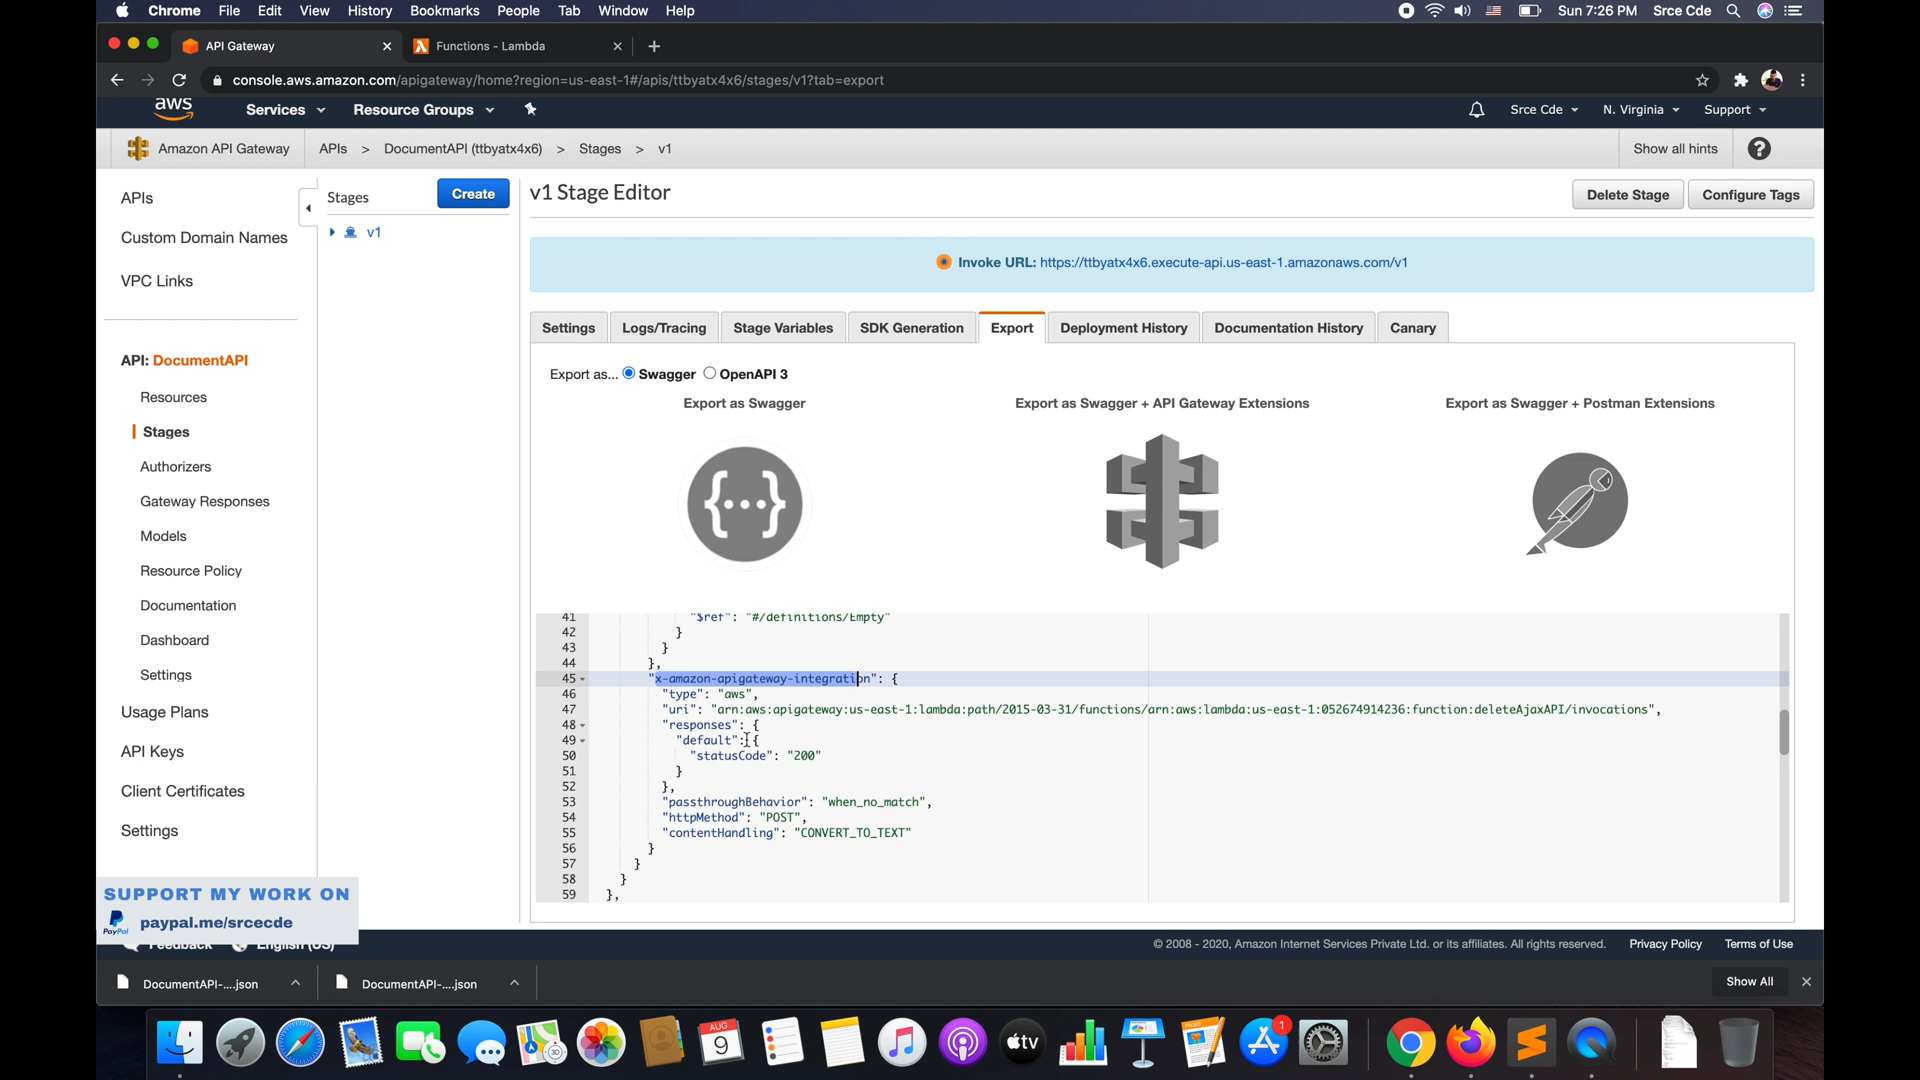 Chrome File Edit View History Bookmarks People Tab Window Help Sun 7:26 PM Srce Cde
API Gateway Functions - Lambda
console.aws.amazon.com/apigateway/home?region=us-east-1#/apis/ttbyatx4x6/stages/v1?tab=export
aws Services Resource Groups Srce Cde N. Virginia Support
Amazon API Gateway APIs > DocumentAPI (ttbyatx4x6) > Stages > v1 Show all hints ?
APIs
Custom Domain Names
VPC Links
API: DocumentAPI
Resources
Stages
Authorizers
Gateway Responses
Models
Resource Policy
Documentation
Dashboard
Settings
Usage Plans
API Keys
Client Certificates
Settings
Stages Create
v1
v1 Stage Editor Delete Stage Configure Tags
Invoke URL: https://ttbyatx4x6.execute-api.us-east-1.amazonaws.com/v1
Settings Logs/Tracing Stage Variables SDK Generation Export Deployment History Documentation History Canary
Export as... Swagger OpenAPI 3
Export as Swagger Export as Swagger + API Gateway Extensions Export as Swagger + Postman Extensions
{...}
41 "$ref": "#/definitions/Empty"
42 }
43 }
44 },
45 "x-amazon-apigateway-integration": {
46 "type": "aws",
47 "uri": "arn:aws:apigateway:us-east-1:lambda:path/2015-03-31/functions/arn:aws:lambda:us-east-1:052674914236:function:deleteAjaxAPI/invocations",
48 "responses": {
49 "default": {
50 "statusCode": "200"
51 }
52 },
53 "passthroughBehavior": "when_no_match",
54 "httpMethod": "POST",
55 "contentHandling": "CONVERT_TO_TEXT"
56 }
57 }
58 }
59 },
SUPPORT MY WORK ON
PayPal paypal.me/srcecde
Feedback English (US) © 2008 - 2020, Amazon Internet Services Private Ltd. or its affiliates. All rights reserved. Privacy Policy Terms of Use
DocumentAPI-....json DocumentAPI-....json Show All
AUG
9
3D
tv
PAGES
1